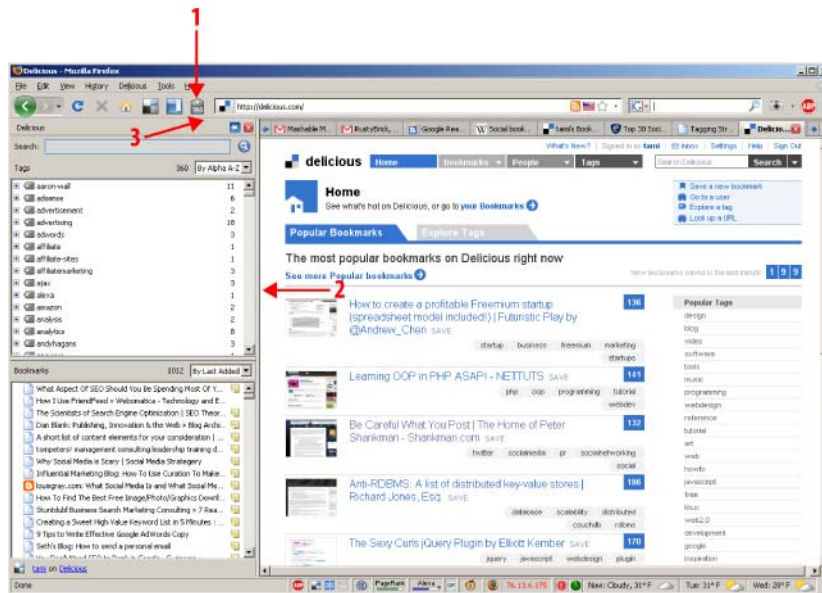 1
Delicious - Mozilla Firefox
File Edit View History Delicious Tools
http://delicious.com/
3
Delicious
Mashable M...
RustyBrick,...
Google Rea...
Social book...
tami's Book...
Top 30 Soci...
Tagging Str...
Delicio...
Search:
What's New? Signed in as tamil Inbox Settings Help Sign Out
Tags 360 By Alpha A-Z
delicious Home Bookmarks People Tags Search Delicious Search
aaron-wall 11
adsense 6
advertisement 2
advertising 18
adwords 3
affiliate 1
affiliate-sites 1
affiliatemarketing 3
ajax 3
alexa 1
amazon 2
analysis 2
analytics 8
andyhagans 3
Home
See what's hot on Delicious, or go to your Bookmarks
Save a new bookmark
Go to a user
Explore a tag
Look up a URL
Popular Bookmarks Explore Tags
The most popular bookmarks on Delicious right now
See more Popular bookmarks
New bookmarks saved in the last minute 1 9 9
2
How to create a profitable Freemium startup
(spreadsheet model included!) | Futuristic Play by
@Andrew_Chen SAVE
136
startup business freemium marketing
startups
Learning OOP in PHP ASAP! - NETTUTS SAVE
141
php oop programming tutorial
webdev
Be Careful What You Post | The Home of Peter
Shankman - Shankman.com SAVE
132
twitter socialmedia pr socialnetworking
social
Anti-RDBMS: A list of distributed key-value stores |
Richard Jones, Esq. SAVE
186
database scalability distributed
couchdb rdbms
The Sexy Curls jQuery Plugin by Elliott Kember SAVE
170
jquery javascript webdesign plugin
Popular Tags
design
blog
video
software
tools
music
programming
webdesign
reference
tutorial
art
web
howto
javascript
free
linux
web2.0
development
google
inspiration
Bookmarks 1012 By Last Added
What Aspect Of SEO Should You Be Spending Most Of Y...
How I Use FriendFeed » Webomatica - Technology and E...
The Scientists of Search Engine Optimization | SEO Theor...
Dan Blank: Publishing, Innovation & the Web » Blog Archi...
A short list of content elements for your consideration | ...
tompeters! management consulting leadership training d...
Why Social Media is Scary | Social Media Strategery
Influential Marketing Blog: How To Use Curation To Make...
louisgray.com: What Social Media Is and What Social Me...
How To Find The Best Free Image/Photo/Graphics Downl...
Stuntdubl Business Search Marketing Consulting » 7 Rea...
Creating a Sweet High Value Keyword List in 5 Minutes : ...
9 Tips to Write Effective Google AdWords Copy
Seth's Blog: How to send a personal email
tami on Delicious
Done
PageRank
Alexa
76.13.6.175
Now: Cloudy, 31°F
Tue: 31°F
Wed: 28°F